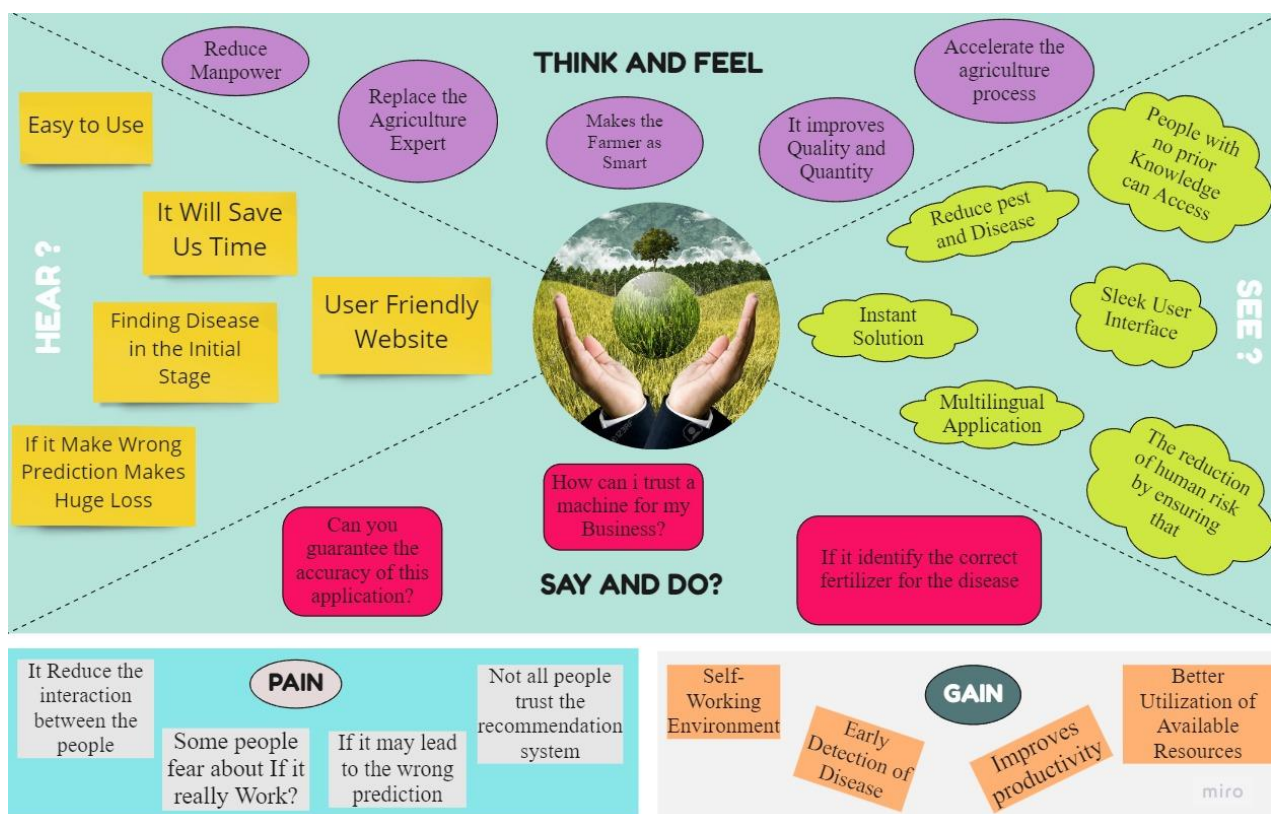 THINK AND FEEL
Reduce
Manpower
Replace the
Agriculture
Expert
Makes the
Farmer as
Smart
It improves
Quality and
Quantity
Accelerate the
agriculture
process
HEAR ?
Easy to Use
It Will Save
Us Time
Finding Disease
in the Initial
Stage
User Friendly
Website
If it Make Wrong
Prediction Makes
Huge Loss
SEE ?
People with
no prior
Knowledge
can Access
Reduce pest
and Disease
Sleek User
Interface
Instant
Solution
Multilingual
Application
The reduction
of human risk
by ensuring
that
How can i trust a
machine for my
Business?
Can you
guarantee the
accuracy of this
application?
If it identify the correct
fertilizer for the disease
SAY AND DO?
PAIN
It Reduce the
interaction
between the
people
Some people
fear about If it
really Work?
If it may lead
to the wrong
prediction
Not all people
trust the
recommendation
system
GAIN
Self-
Working
Environment
Early
Detection of
Disease
Improves
productivity
Better
Utilization of
Available
Resources
miro